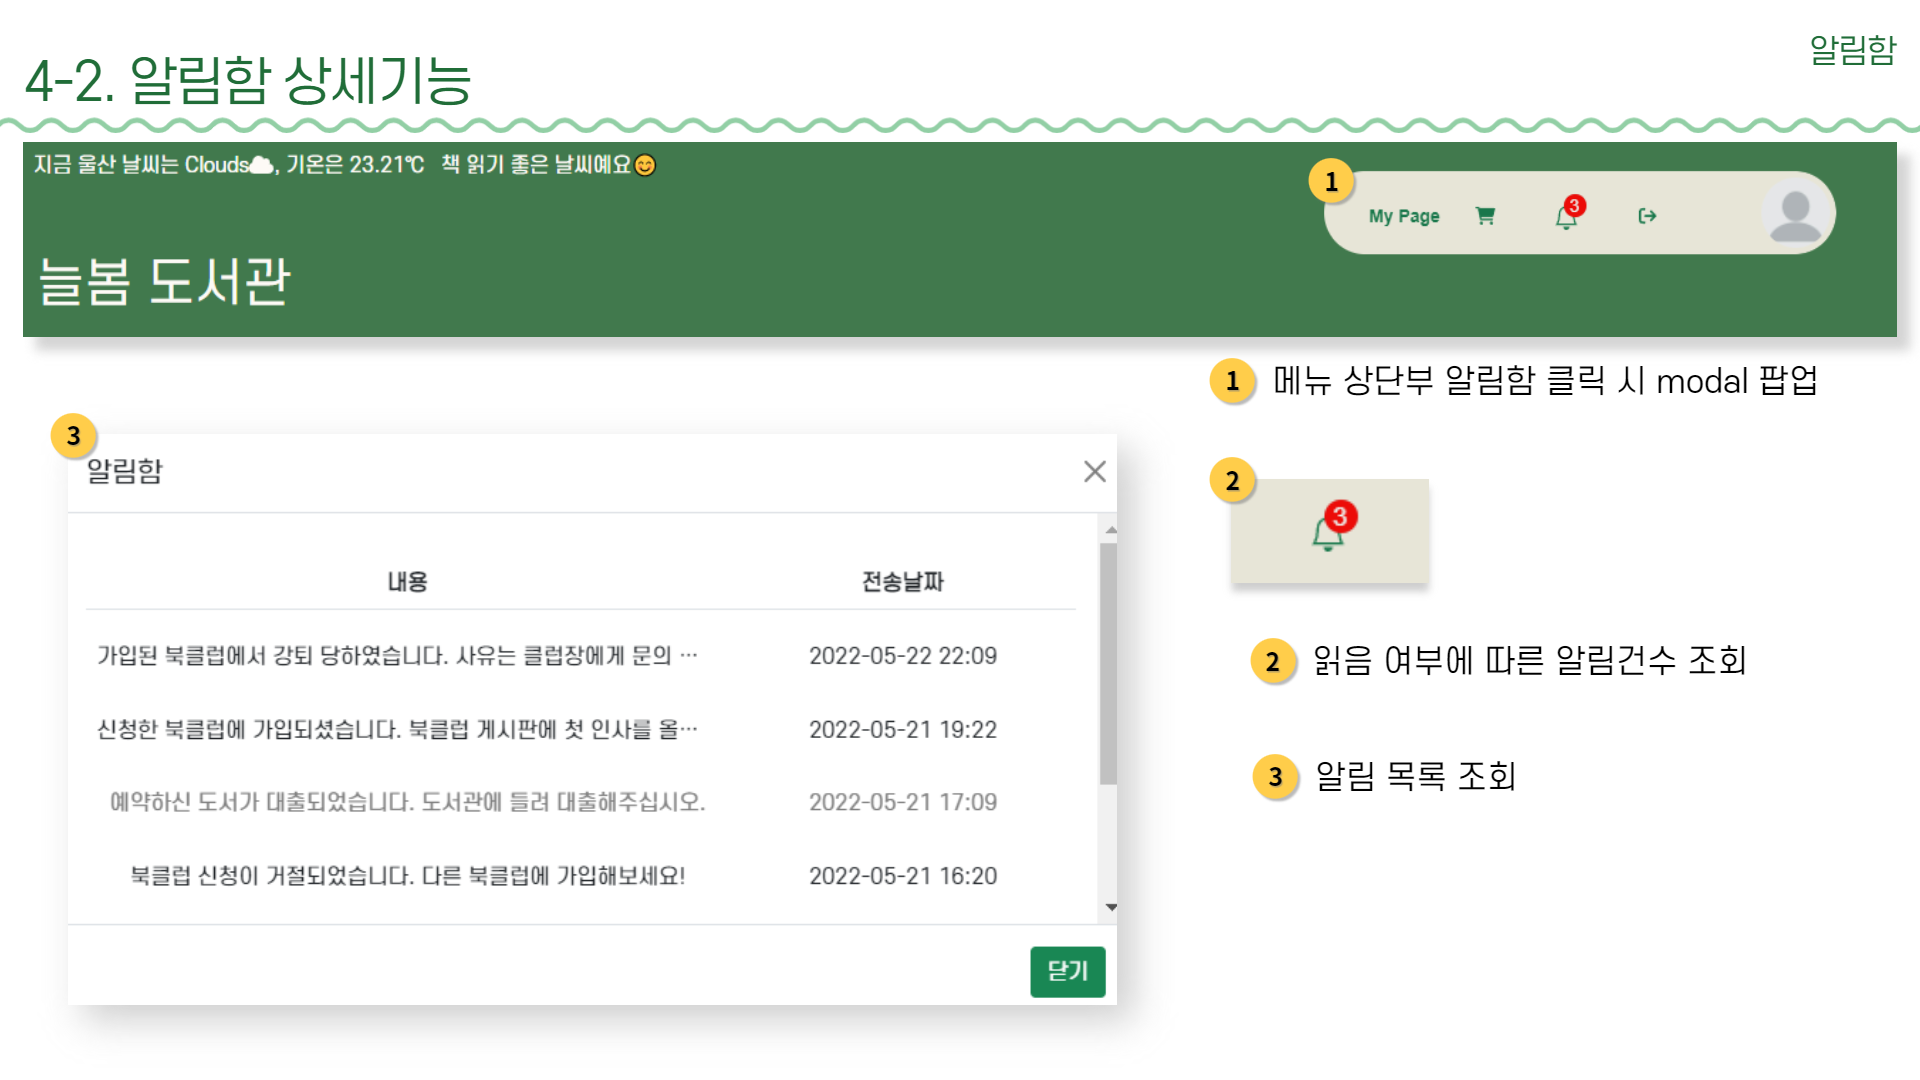 알림함
4-2. 알림함 상세기능
지금 울산 날씨는 Clouds☁, 기온은 23.21℃ 책 읽기 좋은 날씨예요😊
1
My Page
3
늘봄 도서관
1 메뉴 상단부 알림함 클릭 시 modal 팝업
3
알림함
내용 전송날짜
가입된 북클럽에서 강퇴 당하였습니다. 사유는 클럽장에게 문의 ··· 2022-05-22 22:09
신청한 북클럽에 가입되셨습니다. 북클럽 게시판에 첫 인사를 올··· 2022-05-21 19:22
예약하신 도서가 대출되었습니다. 도서관에 들려 대출해주십시오. 2022-05-21 17:09
북클럽 신청이 거절되었습니다. 다른 북클럽에 가입해보세요! 2022-05-21 16:20
닫기
2
3
2 읽음 여부에 따른 알림건수 조회
3 알림 목록 조회